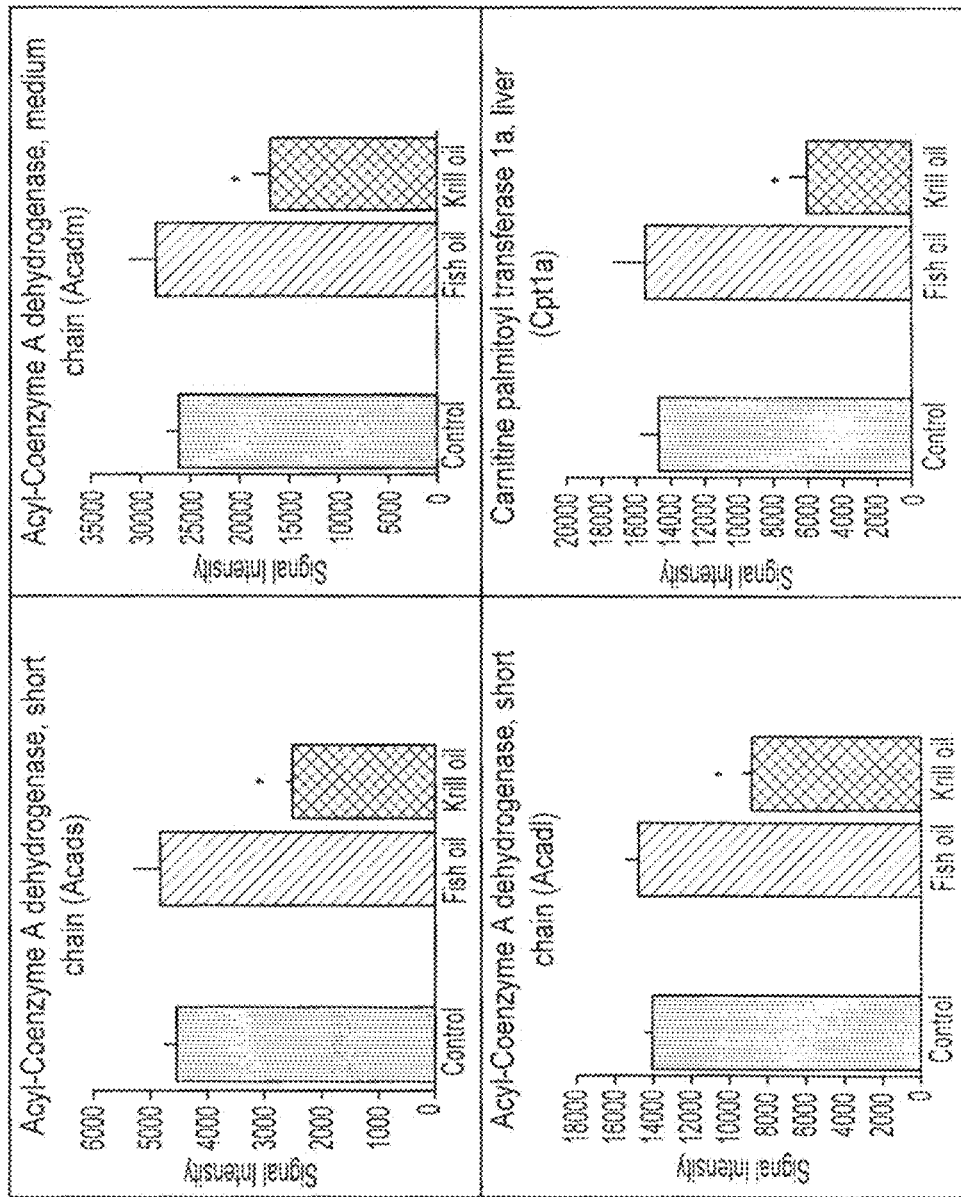 Acyl-Coenzyme A dehydrogenase, short
chain (Acads)
Signal Intensity
6000
5000
4000
3000
2000
1000
0
Control
Fish oil
Krill oil
*
Acyl-Coenzyme A dehydrogenase, medium
chain (Acadm)
Signal Intensity
35000
30000
25000
20000
15000
10000
5000
0
Control
Fish oil
Krill oil
*
Acyl-Coenzyme A dehydrogenase, short
chain (Acadl)
Signal Intensity
18000
16000
14000
12000
10000
8000
6000
4000
2000
0
Control
Fish oil
Krill oil
*
Carnitine palmitoyl transferase 1a, liver
(Cpt1a)
Signal Intensity
20000
18000
16000
14000
12000
10000
8000
6000
4000
2000
0
Control
Fish oil
Krill oil
*